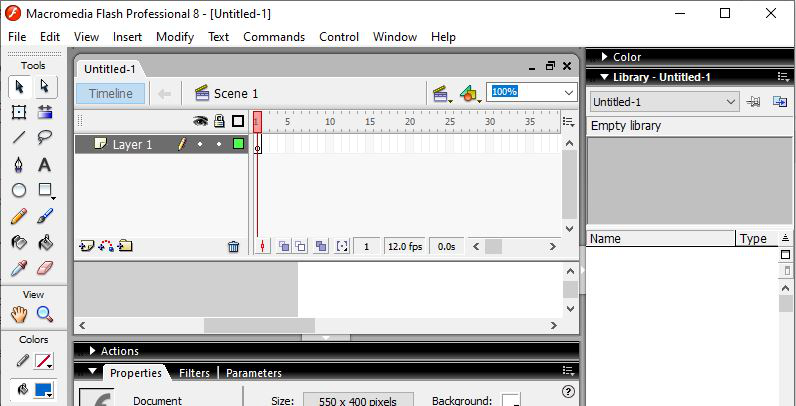 Macromedia Flash Professional 8 - [Untitled-1]
File Edit View Insert Modify Text Commands Control Window Help
Tools
Untitled-1
Timeline Scene 1 100%
1 5 10 15 20 25 30 35
Layer 1
1 12.0 fps 0.0s
View
Colors
Actions
Properties Filters Parameters
Document Size: 550 x 400 pixels Background:
Color
Library - Untitled-1
Untitled-1
Empty library
Name Type